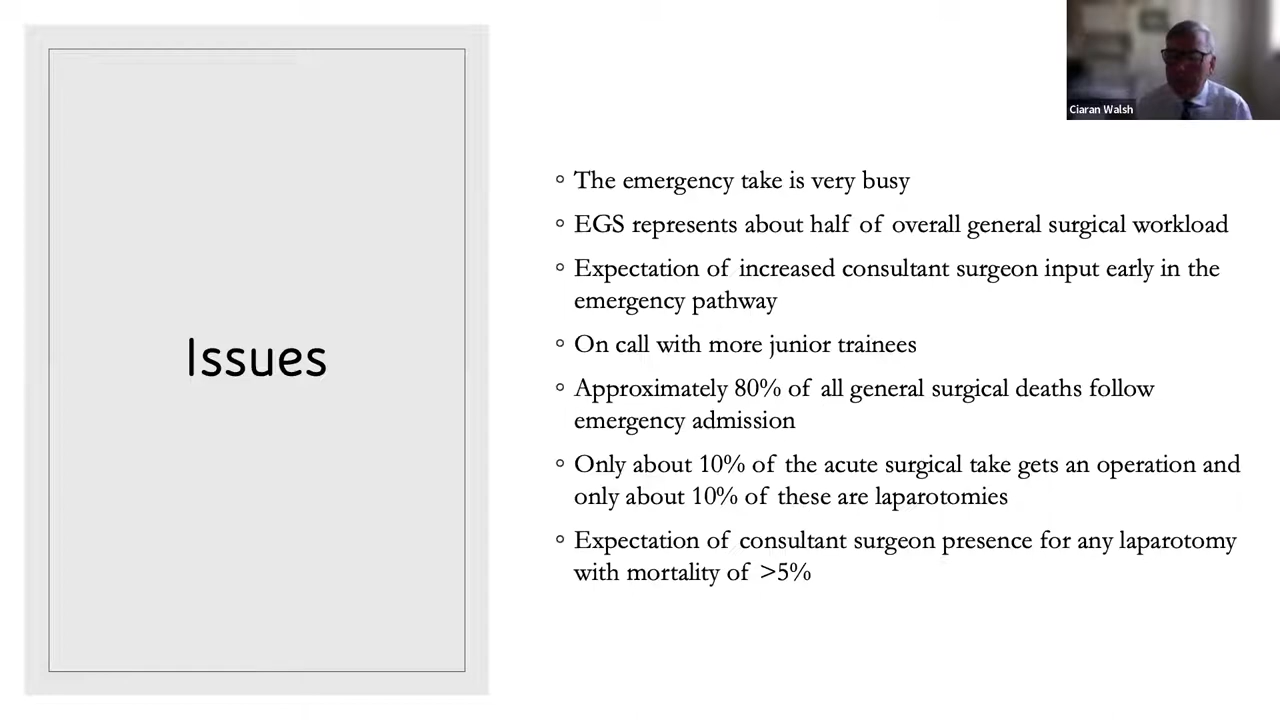 Ciaran Walsh
Issues
◦ The emergency take is very busy
◦ EGS represents about half of overall general surgical workload
◦ Expectation of increased consultant surgeon input early in the
emergency pathway
◦ On call with more junior trainees
◦ Approximately 80% of all general surgical deaths follow
emergency admission
◦ Only about 10% of the acute surgical take gets an operation and
only about 10% of these are laparotomies
◦ Expectation of consultant surgeon presence for any laparotomy
with mortality of >5%